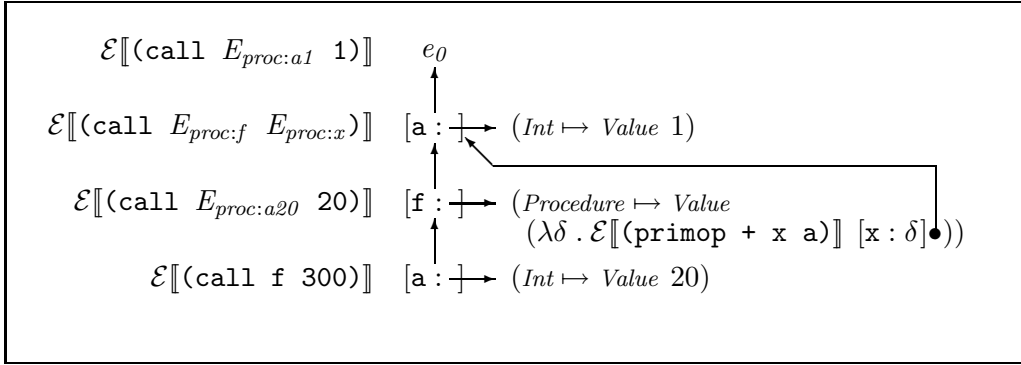 ℰ⟦(call E_proc:a1 1)⟧ e_0
ℰ⟦(call E_proc:f E_proc:x)⟧ [a : ] (Int ↦ Value 1)
ℰ⟦(call E_proc:a20 20)⟧ [f : ] (Procedure ↦ Value
(λδ . ℰ⟦(primop + x a)⟧ [x : δ]•))
ℰ⟦(call f 300)⟧ [a : ] (Int ↦ Value 20)